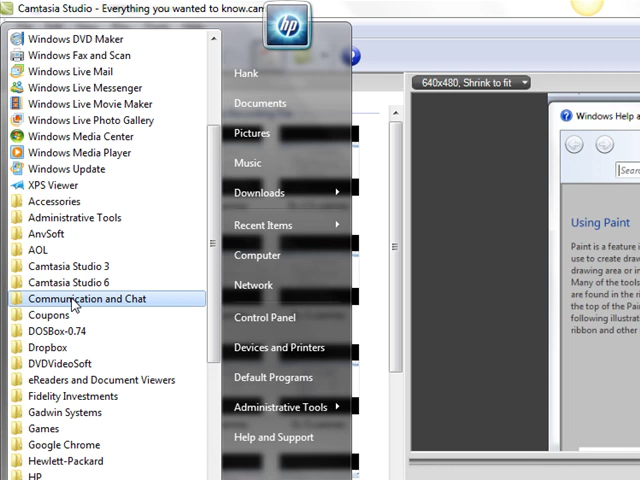 Camtasia Studio - Everything you wanted to know.cam
hp
Windows DVD Maker
Windows Fax and Scan
Windows Live Mail
Windows Live Messenger
Windows Live Movie Maker
Windows Live Photo Gallery
Windows Media Center
Windows Media Player
Windows Update
XPS Viewer
Accessories
Administrative Tools
AnvSoft
AOL
Camtasia Studio 3
Camtasia Studio 6
Communication and Chat
Coupons
DOSBox-0.74
Dropbox
DVDVideoSoft
eReaders and Document Viewers
Fidelity Investments
Gadwin Systems
Games
Google Chrome
Hewlett-Packard
HP
Hank
Documents
Pictures
Music
Downloads
Recent Items
Computer
Network
Control Panel
Devices and Printers
Default Programs
Administrative Tools
Help and Support
640x480, Shrink to fit
Windows Help a
Searc
Using Paint
Paint is a feature i
use to create draw
drawing area or in
Many of the tools
are found in the ri
the top of the Pai
following illustrat
ribbon and other